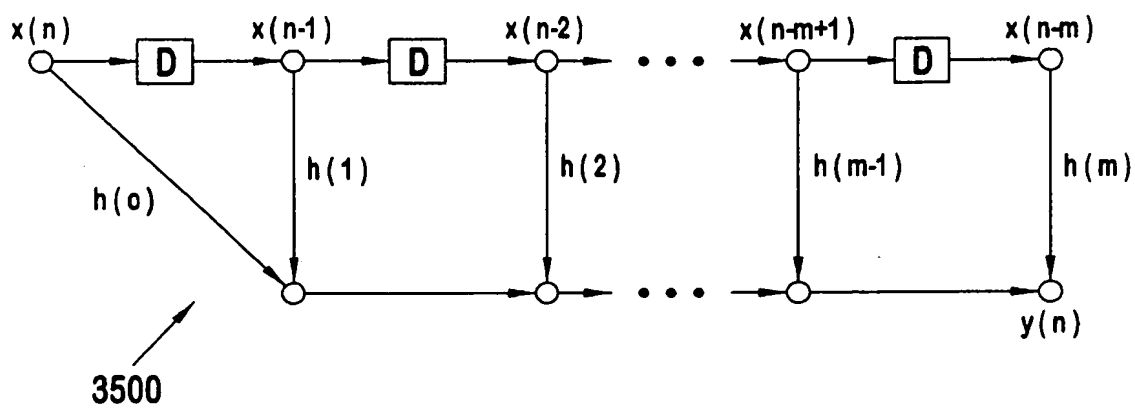 x(n) x(n-1) x(n-2) x(n-m+1) x(n-m)
D D D
h(o) h(1) h(2) h(m-1) h(m)
y(n)
3500